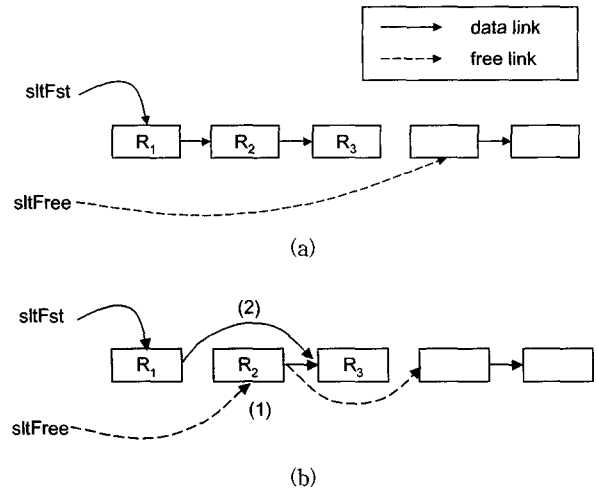 data link
free link
sltFst
R₁ R₂ R₃
sltFree
(a)
(2)
sltFst
R₁ R₂ R₃
(1)
sltFree
(b)